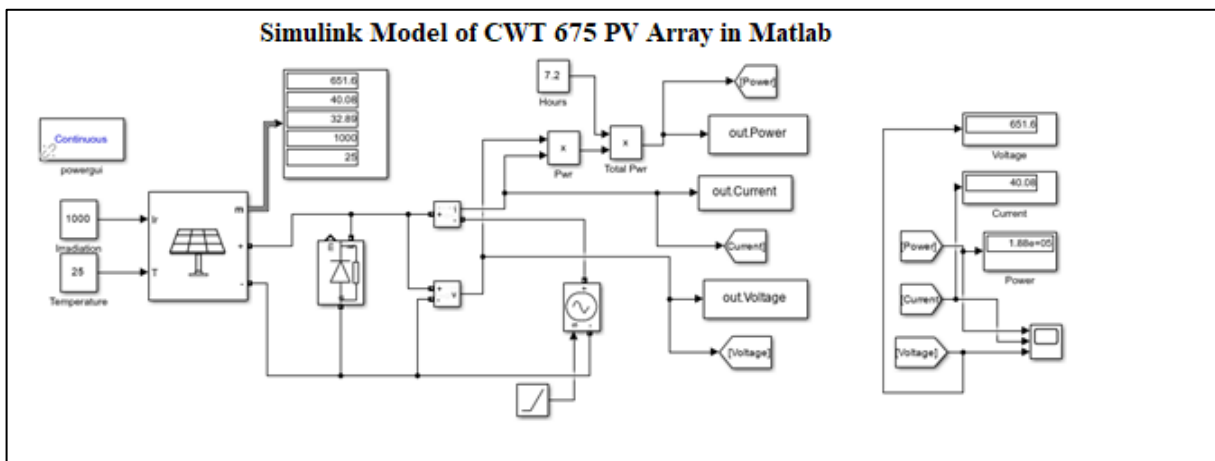 Simulink Model of CWT 675 PV Array in Matlab
651.6
40.08
32.89
1000
25
7.2
Hours
[Power]
Continuous
powergui
x
Pwr
x
Total Pwr
out.Power
651.6
Voltage
1000
Irradiation
Ir
m
+
-
T
25
Temperature
+
-
i
out.Current
40.08
Current
[Current]
[Power]
1.88e+05
Power
+
-
v
out.Voltage
[Current]
+
-
s
[Voltage]
[Voltage]